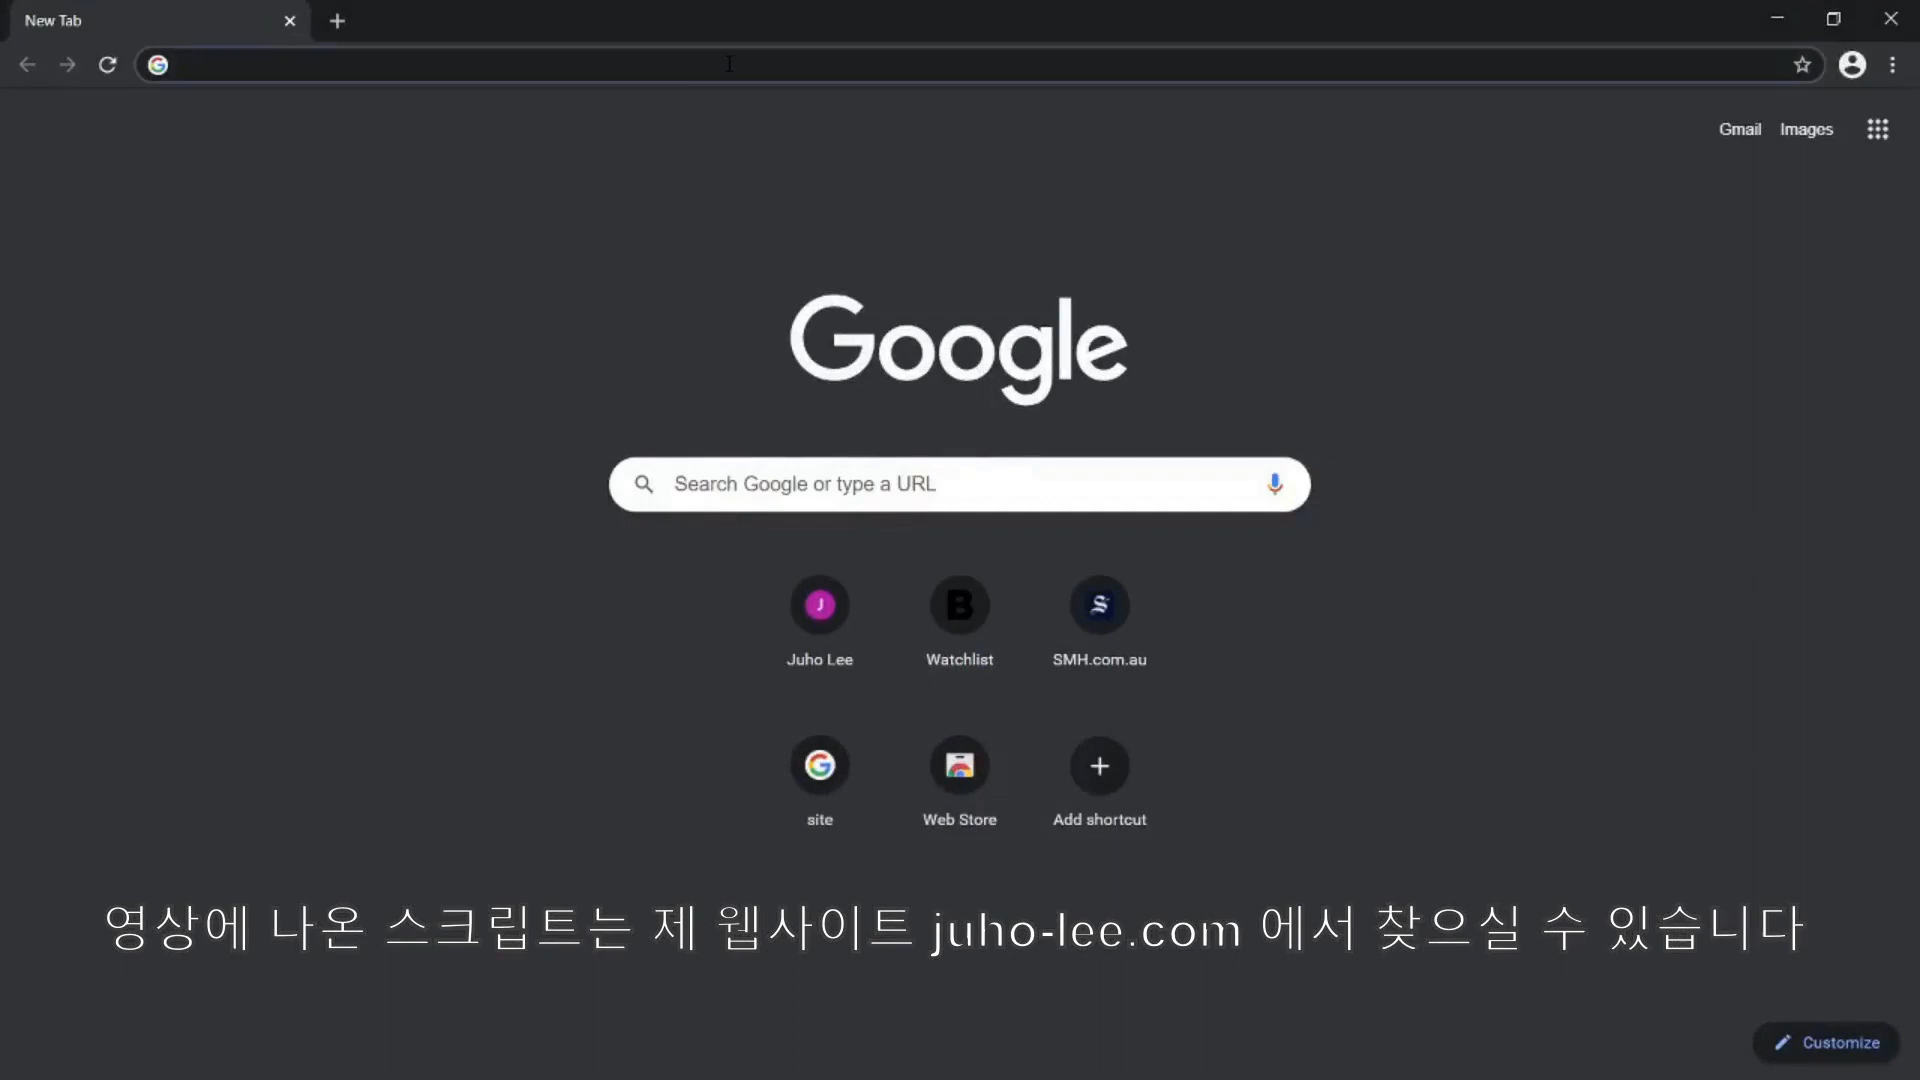 New Tab
Gmail Images
Google
Search Google or type a URL
J B S
Juho Lee Watchlist SMH.com.au
G
site Web Store Add shortcut
영상에 나온 스크립트는 제 웹사이트 juho-lee.com 에서 찾으실 수 있습니다
Customize